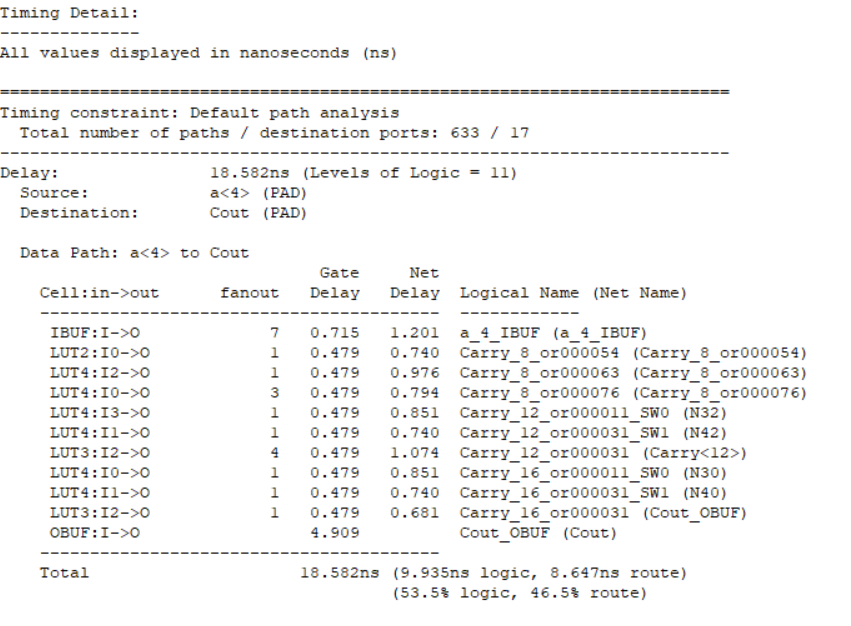 Timing Detail:
--------------
All values displayed in nanoseconds (ns)
=========================================================================
Timing constraint: Default path analysis
  Total number of paths / destination ports: 633 / 17
-------------------------------------------------------------------------
Delay:               18.582ns (Levels of Logic = 11)
  Source:            a<4> (PAD)
  Destination:       Cout (PAD)
  Data Path: a<4> to Cout
                                Gate     Net
    Cell:in->out      fanout   Delay   Delay  Logical Name (Net Name)
    ----------------------------------------  ------------
     IBUF:I->O             7   0.715   1.201  a_4_IBUF (a_4_IBUF)
     LUT2:I0->O            1   0.479   0.740  Carry_8_or000054 (Carry_8_or000054)
     LUT4:I2->O            1   0.479   0.976  Carry_8_or000063 (Carry_8_or000063)
     LUT4:I0->O            3   0.479   0.794  Carry_8_or000076 (Carry_8_or000076)
     LUT4:I3->O            1   0.479   0.851  Carry_12_or000011_SW0 (N32)
     LUT4:I1->O            1   0.479   0.740  Carry_12_or000031_SW1 (N42)
     LUT3:I2->O            4   0.479   1.074  Carry_12_or000031 (Carry<12>)
     LUT4:I0->O            1   0.479   0.851  Carry_16_or000011_SW0 (N30)
     LUT4:I1->O            1   0.479   0.740  Carry_16_or000031_SW1 (N40)
     LUT3:I2->O            1   0.479   0.681  Carry_16_or000031 (Cout_OBUF)
     OBUF:I->O                 4.909          Cout_OBUF (Cout)
    ----------------------------------------
    Total                     18.582ns (9.935ns logic, 8.647ns route)
                                       (53.5% logic, 46.5% route)